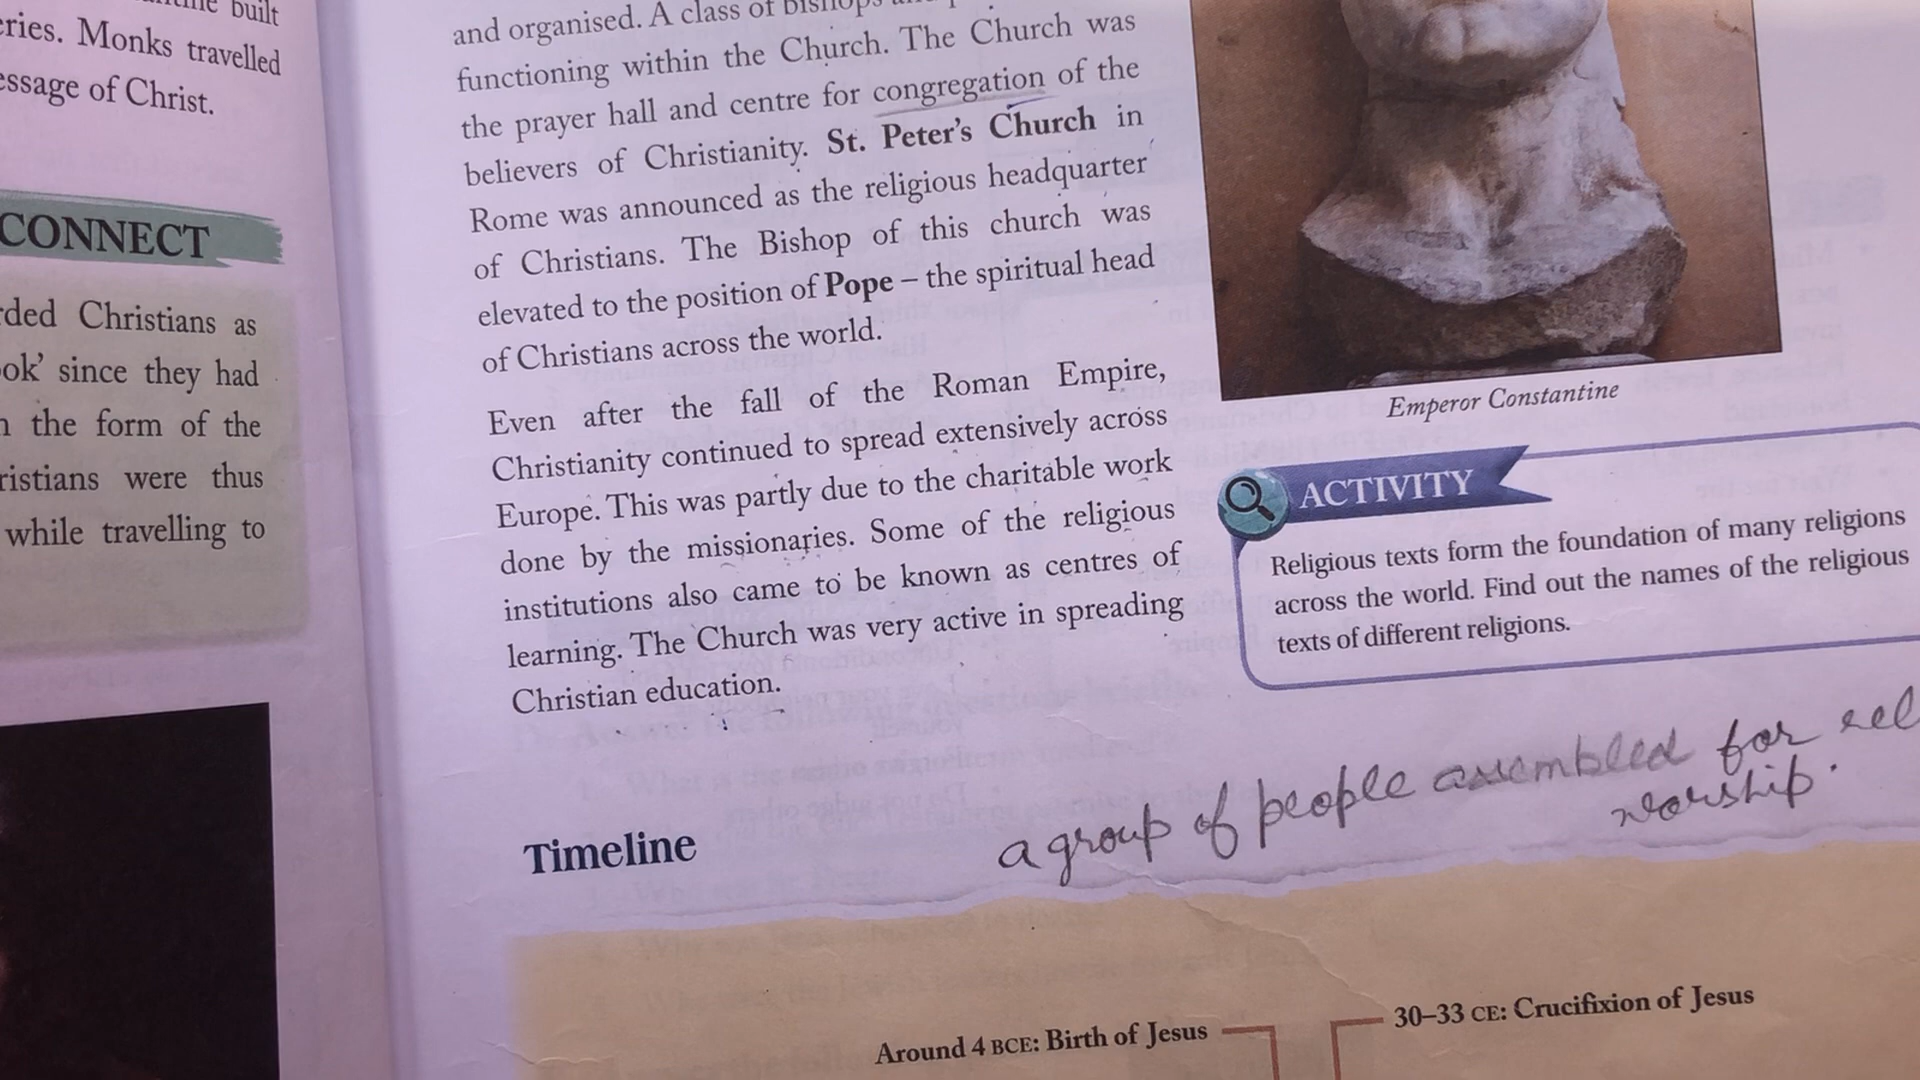 built
eries. Monks travelled
essage of Christ.
CONNECT
rded Christians as
ok' since they had
n the form of the
ristians were thus
while travelling to
and organised. A class of bishops
functioning within the Church. The Church was
the prayer hall and centre for congregation of the
believers of Christianity. St. Peter's Church in
Rome was announced as the religious headquarter
of Christians. The Bishop of this church was
elevated to the position of Pope – the spiritual head
of Christians across the world.
Even after the fall of the Roman Empire,
Christianity continued to spread extensively across
Europe. This was partly due to the charitable work
done by the missionaries. Some of the religious
institutions also came to be known as centres of
learning. The Church was very active in spreading
Christian education.
Emperor Constantine
ACTIVITY
Religious texts form the foundation of many religions
across the world. Find out the names of the religious
texts of different religions.
a group of people assembled for rel
worship.
Timeline
Around 4 BCE: Birth of Jesus
30–33 CE: Crucifixion of Jesus